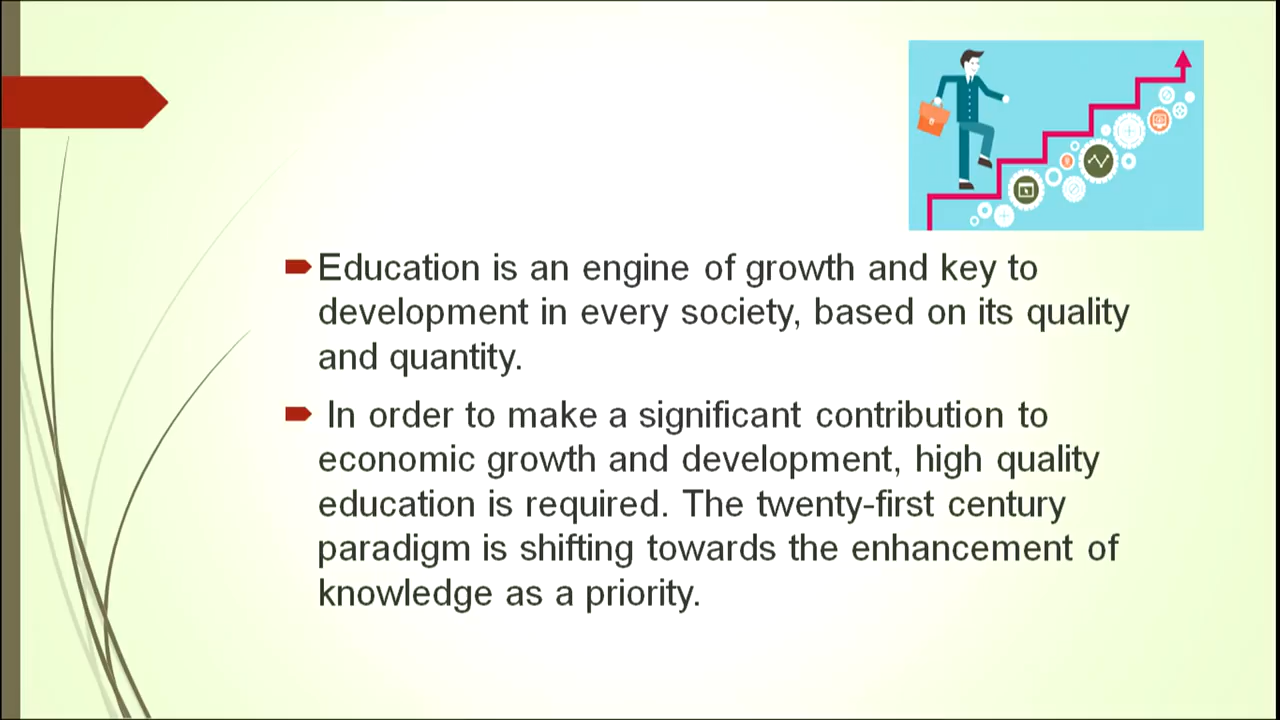 Education is an engine of growth and key to
development in every society, based on its quality
and quantity.
In order to make a significant contribution to
economic growth and development, high quality
education is required. The twenty-first century
paradigm is shifting towards the enhancement of
knowledge as a priority.